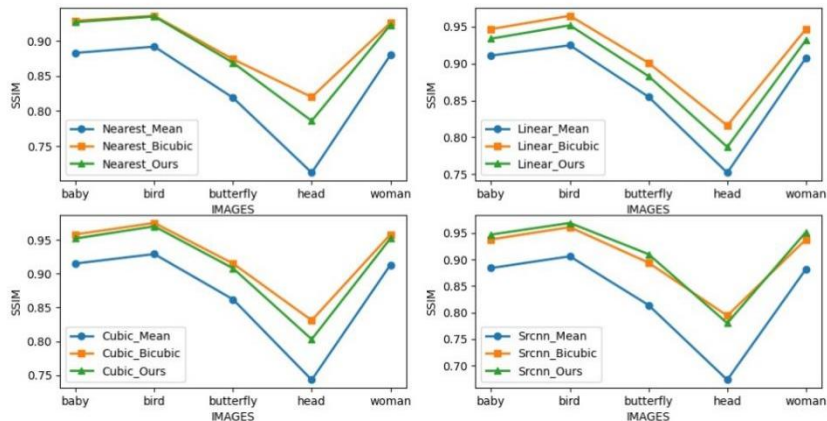 SSIM
0.90
0.85
0.80
0.75
Nearest_Mean
Nearest_Bicubic
Nearest_Ours
baby bird butterfly head woman
IMAGES
SSIM
0.95
0.90
0.85
0.80
0.75
Linear_Mean
Linear_Bicubic
Linear_Ours
baby bird butterfly head woman
IMAGES
SSIM
0.95
0.90
0.85
0.80
0.75
Cubic_Mean
Cubic_Bicubic
Cubic_Ours
baby bird butterfly head woman
IMAGES
SSIM
0.95
0.90
0.85
0.80
0.75
0.70
Srcnn_Mean
Srcnn_Bicubic
Srcnn_Ours
baby bird butterfly head woman
IMAGES